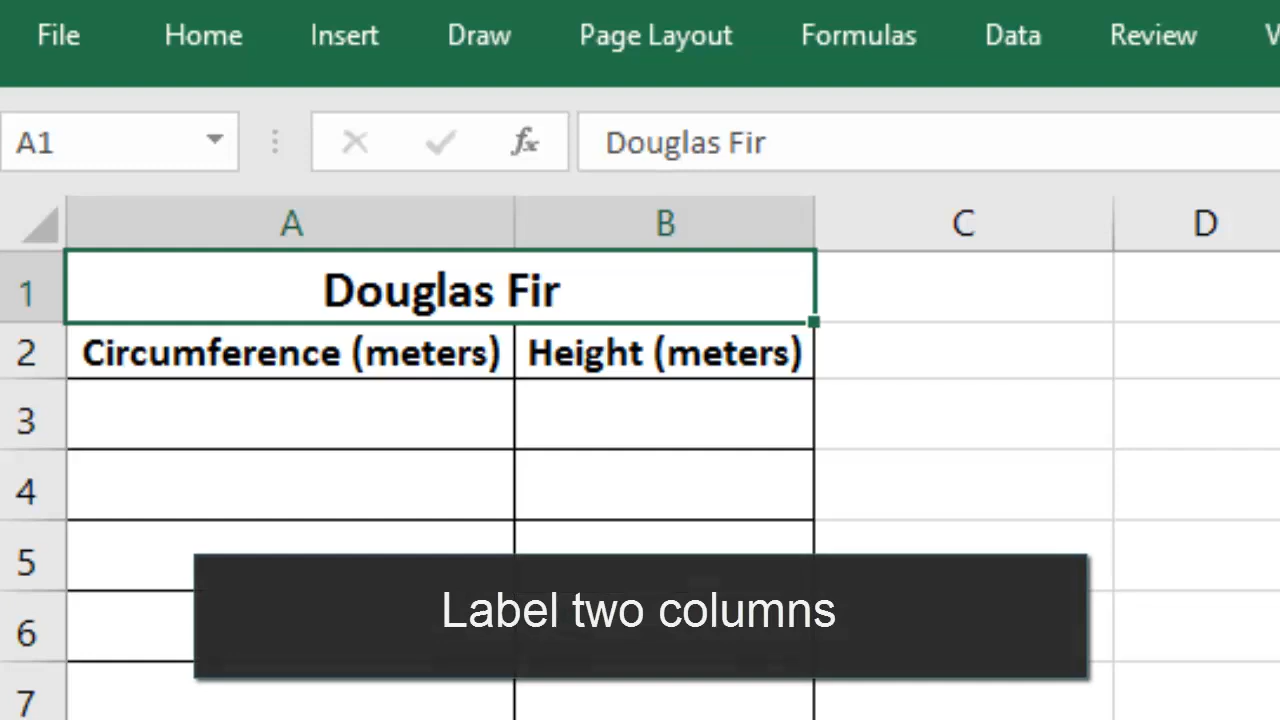 File Home Insert Draw Page Layout Formulas Data Review
A1 fx Douglas Fir
A B C D
1 Douglas Fir
2 Circumference (meters) Height (meters)
3
4
5
Label two columns
6
7